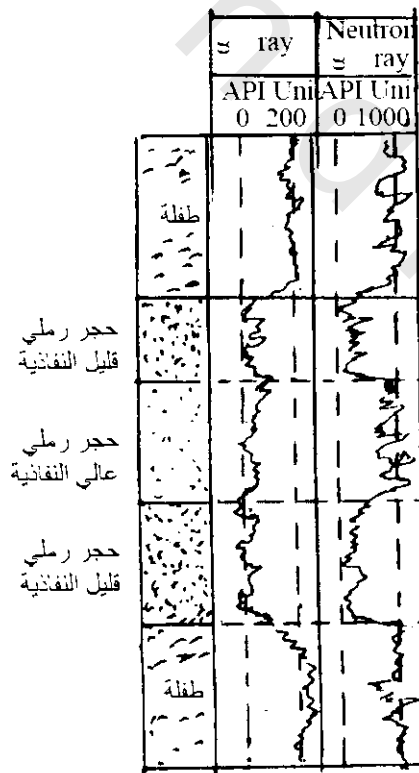 ray
Neutron
ray
API Uni
API Uni
0 200
0 1000
طفلة
حجر رملي
قليل النفاذية
حجر رملي
عالي النفاذية
حجر رملي
قليل النفاذية
طفلة